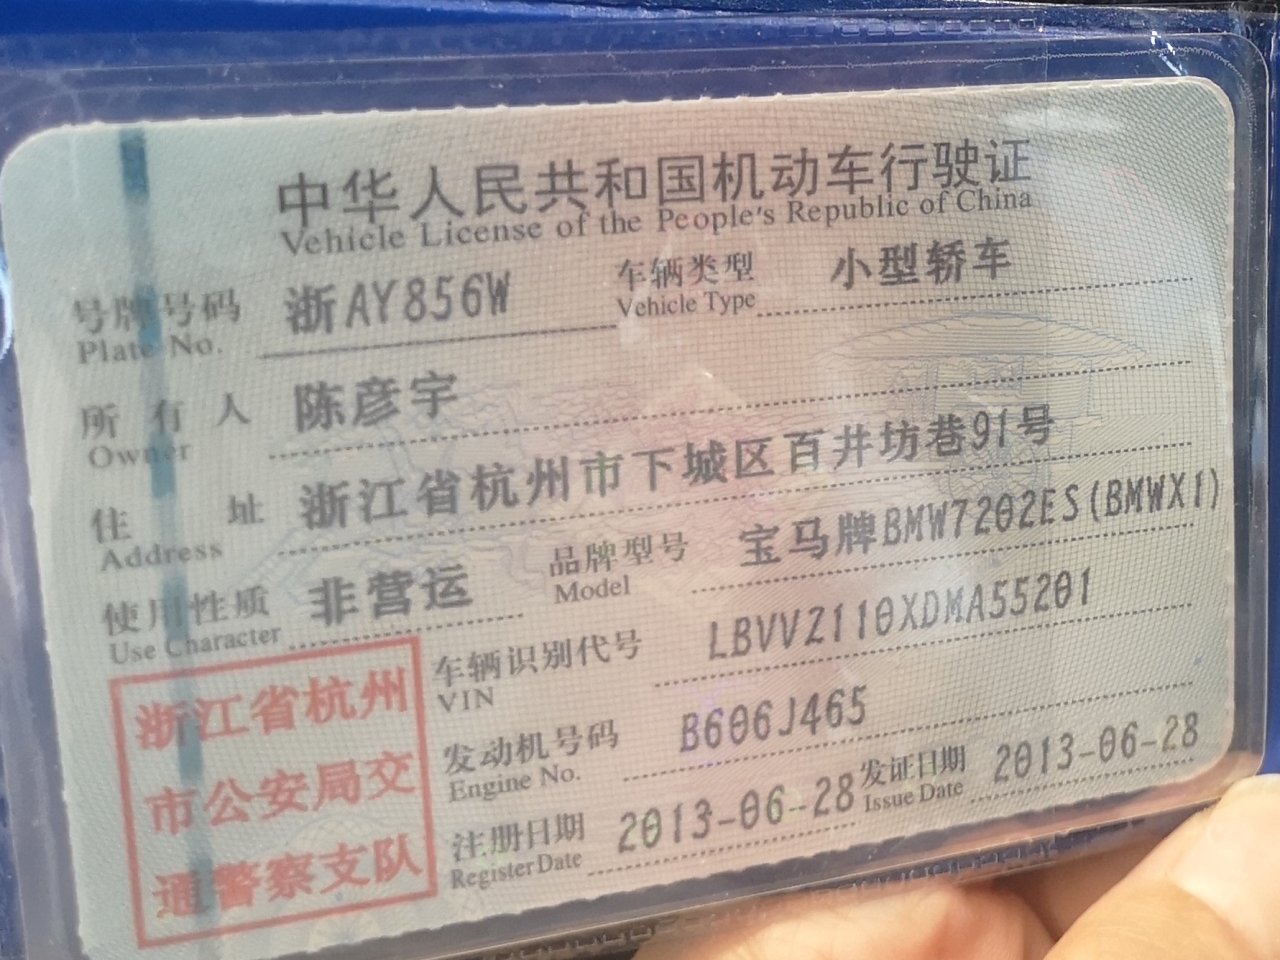 中华人民共和国机动车行驶证
Vehicle License of the People's Republic of China
号牌号码 浙AY856W 车辆类型 小型轿车
Plate No. Vehicle Type
所有人 陈彦宇
Owner
住址 浙江省杭州市下城区百井坊巷91号
Address
使用性质 非营运 品牌型号 宝马牌BMW7202ES(BMWX1)
Use Character Model
车辆识别代号 LBVVZ110XDMA55201
VIN
发动机号码 B606J465
Engine No.
注册日期 2013-06-28 发证日期 2013-06-28
Register Date Issue Date
浙江省杭州
市公安局交
通警察支队